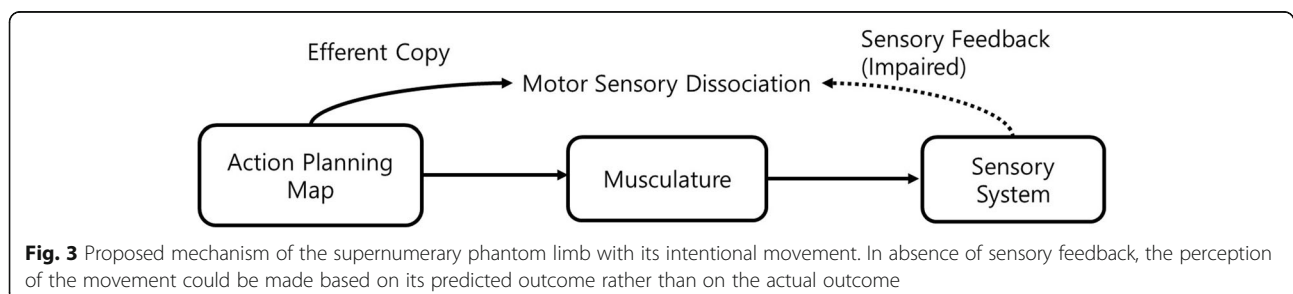 Efferent Copy
Sensory Feedback
(Impaired)
Motor Sensory Dissociation
Action Planning
Map
Musculature
Sensory
System
Fig. 3 Proposed mechanism of the supernumerary phantom limb with its intentional movement. In absence of sensory feedback, the perception
of the movement could be made based on its predicted outcome rather than on the actual outcome